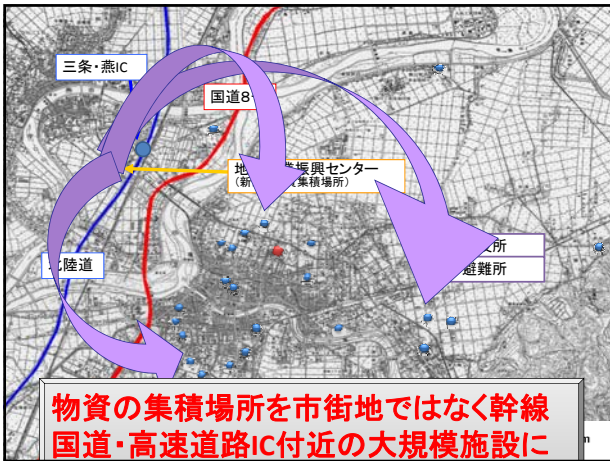 三条・燕IC
国道8
地
振興センター
(新
集積場所)
北陸道
所
避難所
物資の集積場所を市街地ではなく幹線
国道・高速道路IC付近の大規模施設に
m